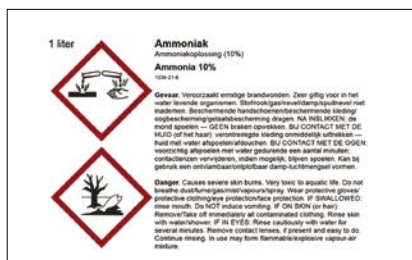 1 liter
Ammoniak
Ammoniakoplossing (10%)
Ammonia 10%
1336-21-6
Gevaar. Veroorzaakt ernstige brandwonden. Zeer giftig voor in het
water levende organismen. Stof/rook/gas/nevel/damp/spuitnevel niet
inademen. Beschermende handschoenen/beschermende kleding/
oogbescherming/gelaatsbescherming dragen. NA INSLIKKEN: de
mond spoelen — GEEN braken opwekken. BIJ CONTACT MET DE
HUID (of het haar): verontreinigde kleding onmiddellijk uittrekken —
huid met water afspoelen/afdouchen. BIJ CONTACT MET DE OGEN:
voorzichtig afspoelen met water gedurende een aantal minuten;
contactlenzen verwijderen, indien mogelijk, blijven spoelen. Kan bij
gebruik een ontvlambaar/ontplofbaar damp-luchtmengsel vormen.
Danger. Causes severe skin burns. Very toxic to aquatic life. Do not
breathe dust/fume/gas/mist/vapours/spray. Wear protective gloves/
protective clothing/eye protection/face protection. IF SWALLOWED:
rinse mouth. Do NOT induce vomiting. IF ON SKIN (or hair):
Remove/Take off immediately all contaminated clothing. Rinse skin
with water/shower. IF IN EYES: Rinse cautiously with water for
several minutes. Remove contact lenses, if present and easy to do.
Continue rinsing. In use may form flammable/explosive vapour-air
mixture.